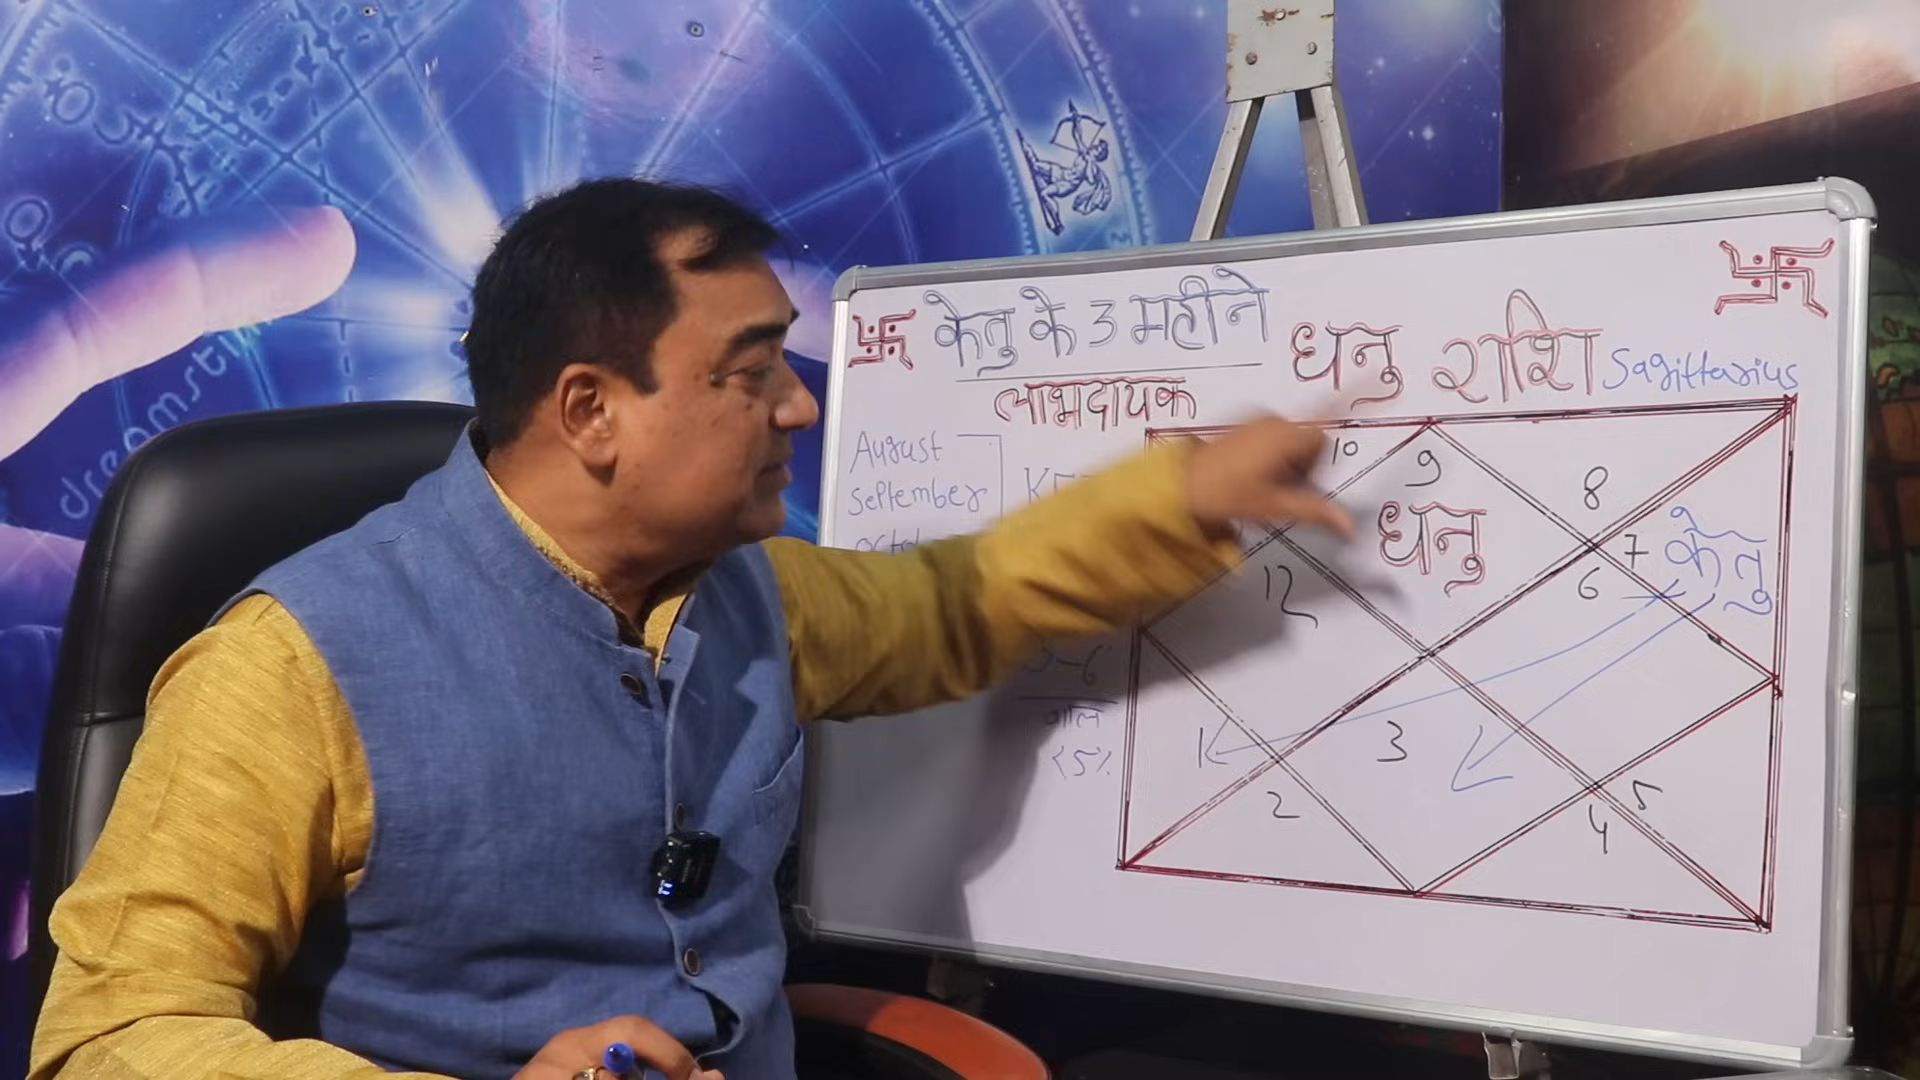 केतु के 3 महीने
लाभदायक
धनु राशि Sagittarius
August
September
10
9
8
धनु
7
केतु
6
12
1
3
2
5
4
dreamstime